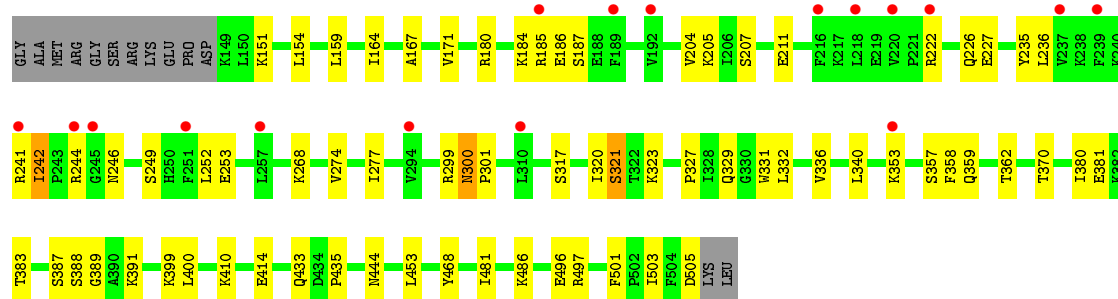 GLY ALA MET ARG GLY SER ARG LYS GLU PRO ASP K149 L150 K151 L154 L159 I164 A167 V171 R180 K184 R185 E186 S187 E188 F189 V192 V204 K205 I206 S207 E211 F216 K217 L218 E219 V220 P221 R222 Q226 E227 Y235 L236 V237 K238 F239 K240
R241 I242 P243 R244 G245 N246 S249 H250 F251 L252 E253 L257 K268 V274 I277 V294 R299 N300 P301 L310 S317 I320 S321 T322 K323 P327 I328 Q329 G330 W331 L332 V336 L340 K353 S357 F358 Q359 T362 T370 I380 E381 K382
T383 S387 S388 G389 A390 K391 K399 L400 K410 E414 Q433 D434 P435 N444 L453 Y468 I481 K486 E496 R497 F501 P502 I503 F504 D505 LYS LEU